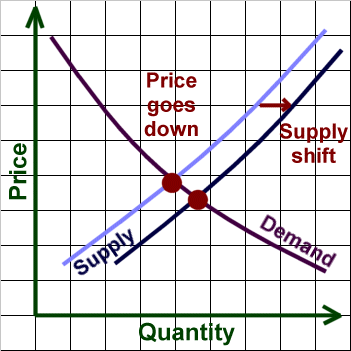 Price
goes
down
Supply
shift
Price
Supply
Demand
Quantity